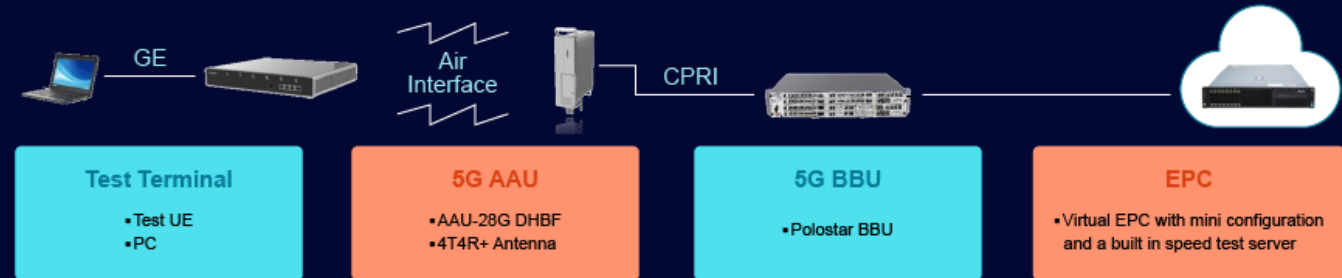 GE
Air
Interface
CPRI
Test Terminal
▪Test UE
▪PC
5G AAU
▪AAU-28G DHBF
▪4T4R+ Antenna
5G BBU
▪Polostar BBU
EPC
▪Virtual EPC with mini configuration
and a built in speed test server